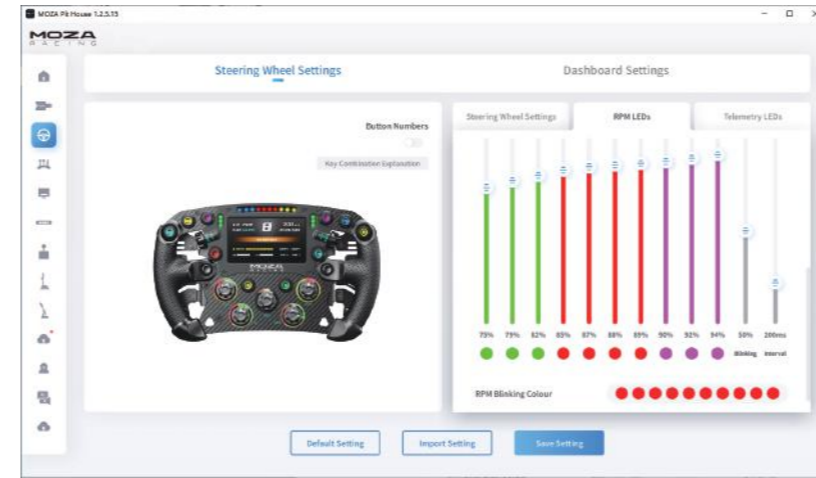 MOZA Pit House 1.2.5.15
MOZA
RACING
Steering Wheel Settings
Dashboard Settings
Button Numbers
Key Combination Explanation
Steering Wheel Settings
RPM LEDs
Telemetry LEDs
75% 79% 82% 85% 87% 88% 89% 90% 92% 94% 50% 200ms
Blinking Interval
RPM Blinking Colour
MOZA
Default Setting
Import Setting
Save Setting